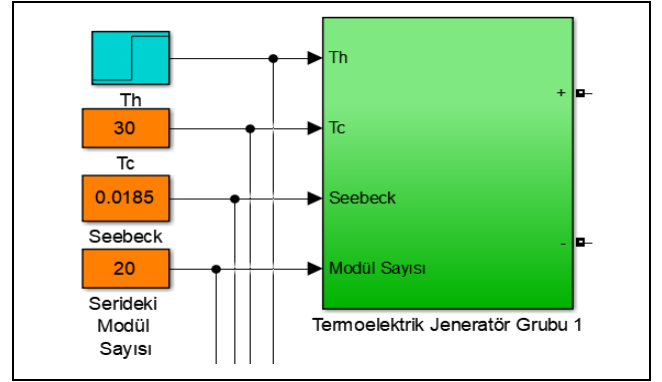 Th
30
Tc
0.0185
Seebeck
20
Serideki
Modül
Sayısı
Th
Tc
Seebeck
Modül Sayısı
+
-
Termoelektrik Jeneratör Grubu 1